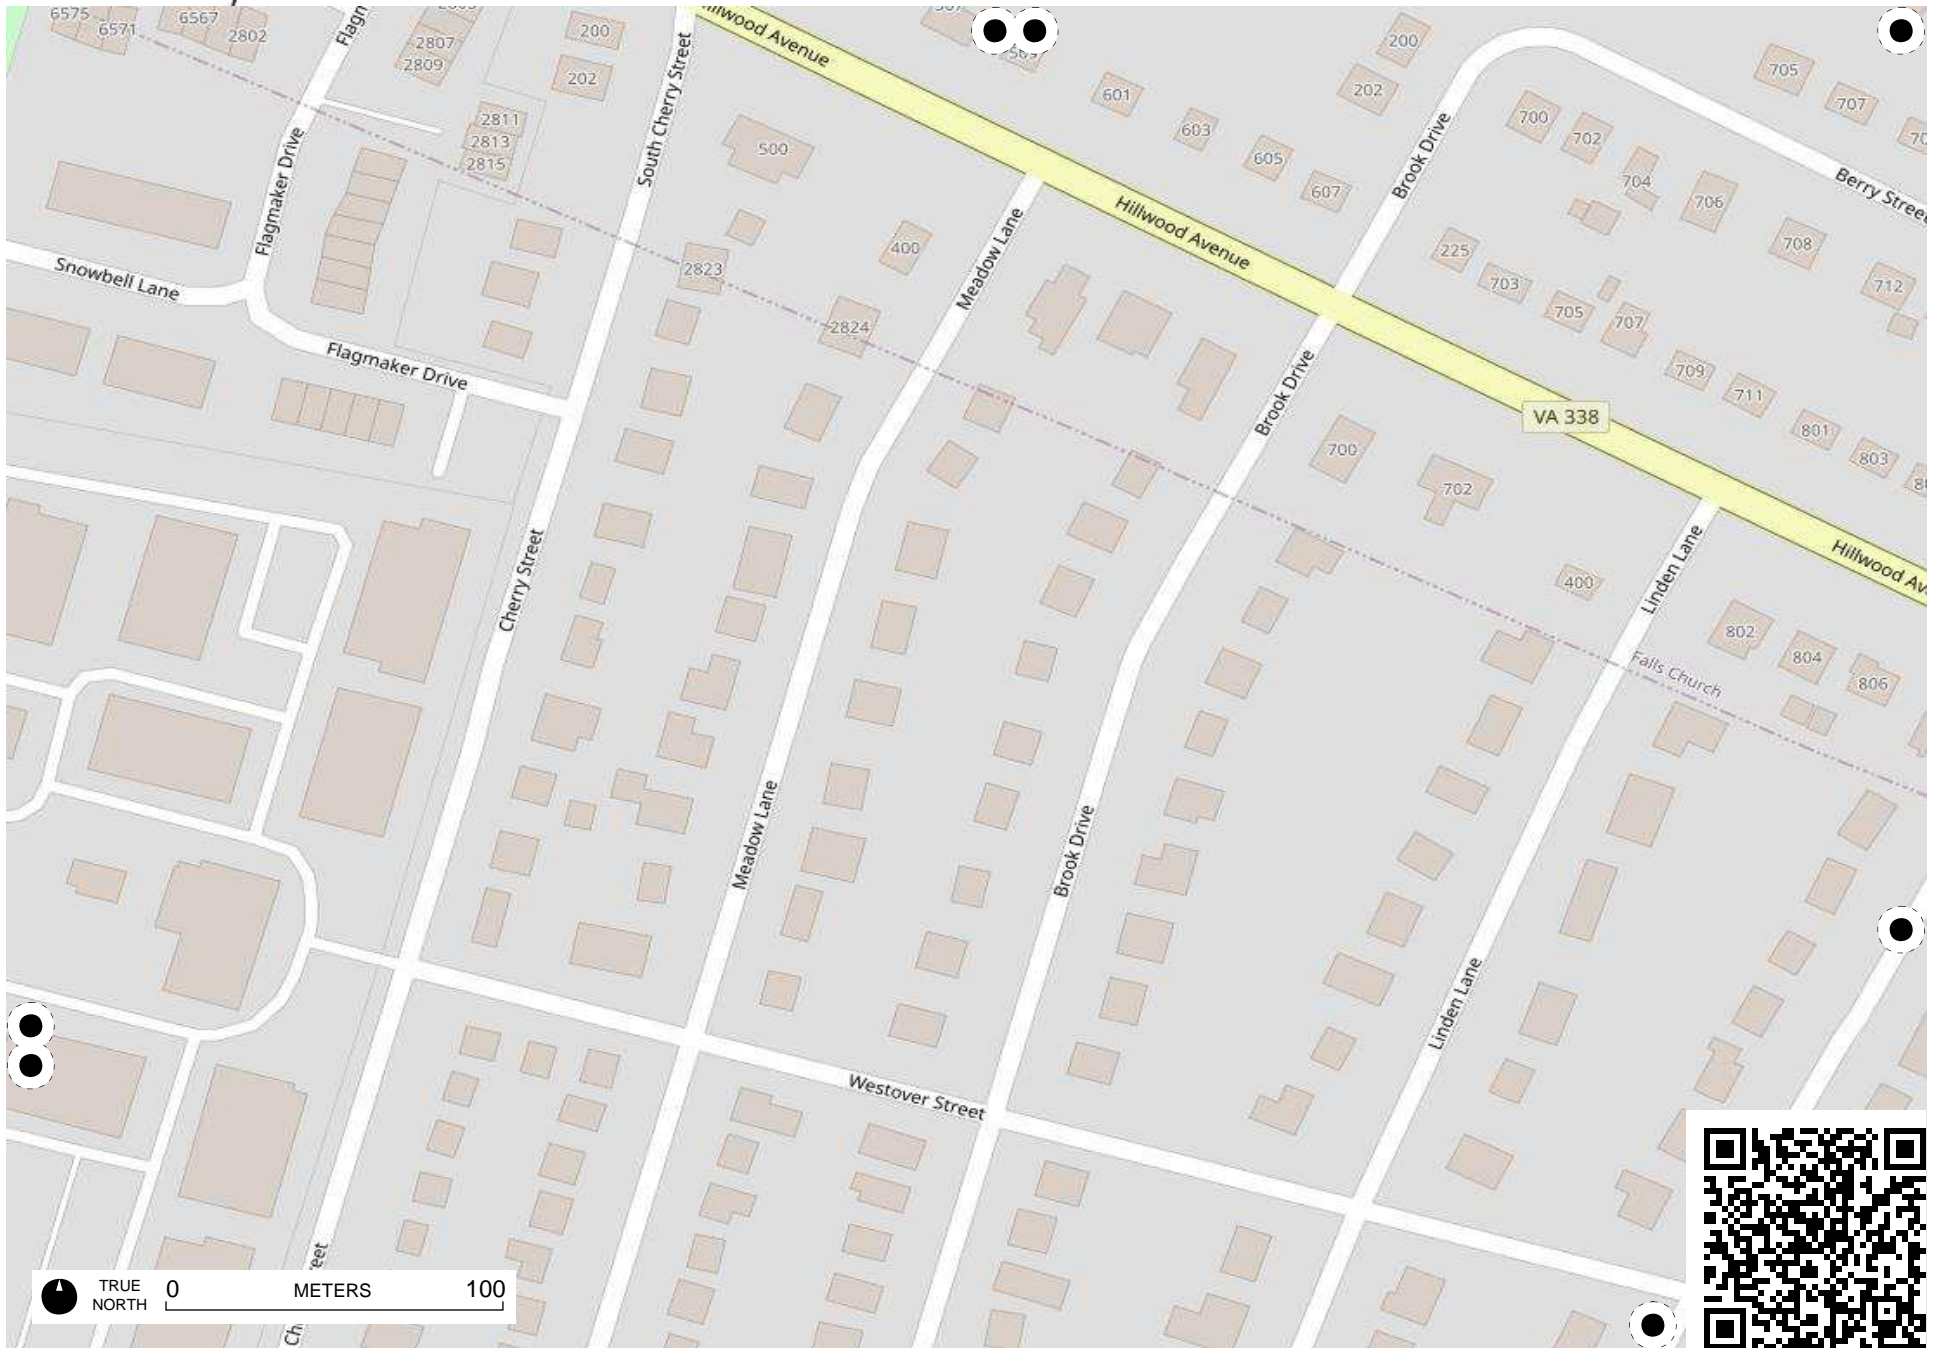 6575
6571
6567
2802
2807
2809
200
202
Hillwood Avenue
601
603
605
607
200
202
700
702
704
706
708
712
705
707
Berry Street
Brook Drive
South Cherry Street
Flagmaker Drive
2811
2813
2815
500
400
2823
2824
Meadow Lane
Hillwood Avenue
225
703
705
707
709
711
801
803
VA 338
Snowbell Lane
Flagmaker Drive
Brook Drive
700
702
400
Linden Lane
Hillwood Av
802
804
806
Falls Church
Cherry Street
Meadow Lane
Brook Drive
Linden Lane
Westover Street
TRUE
NORTH
0 METERS 100